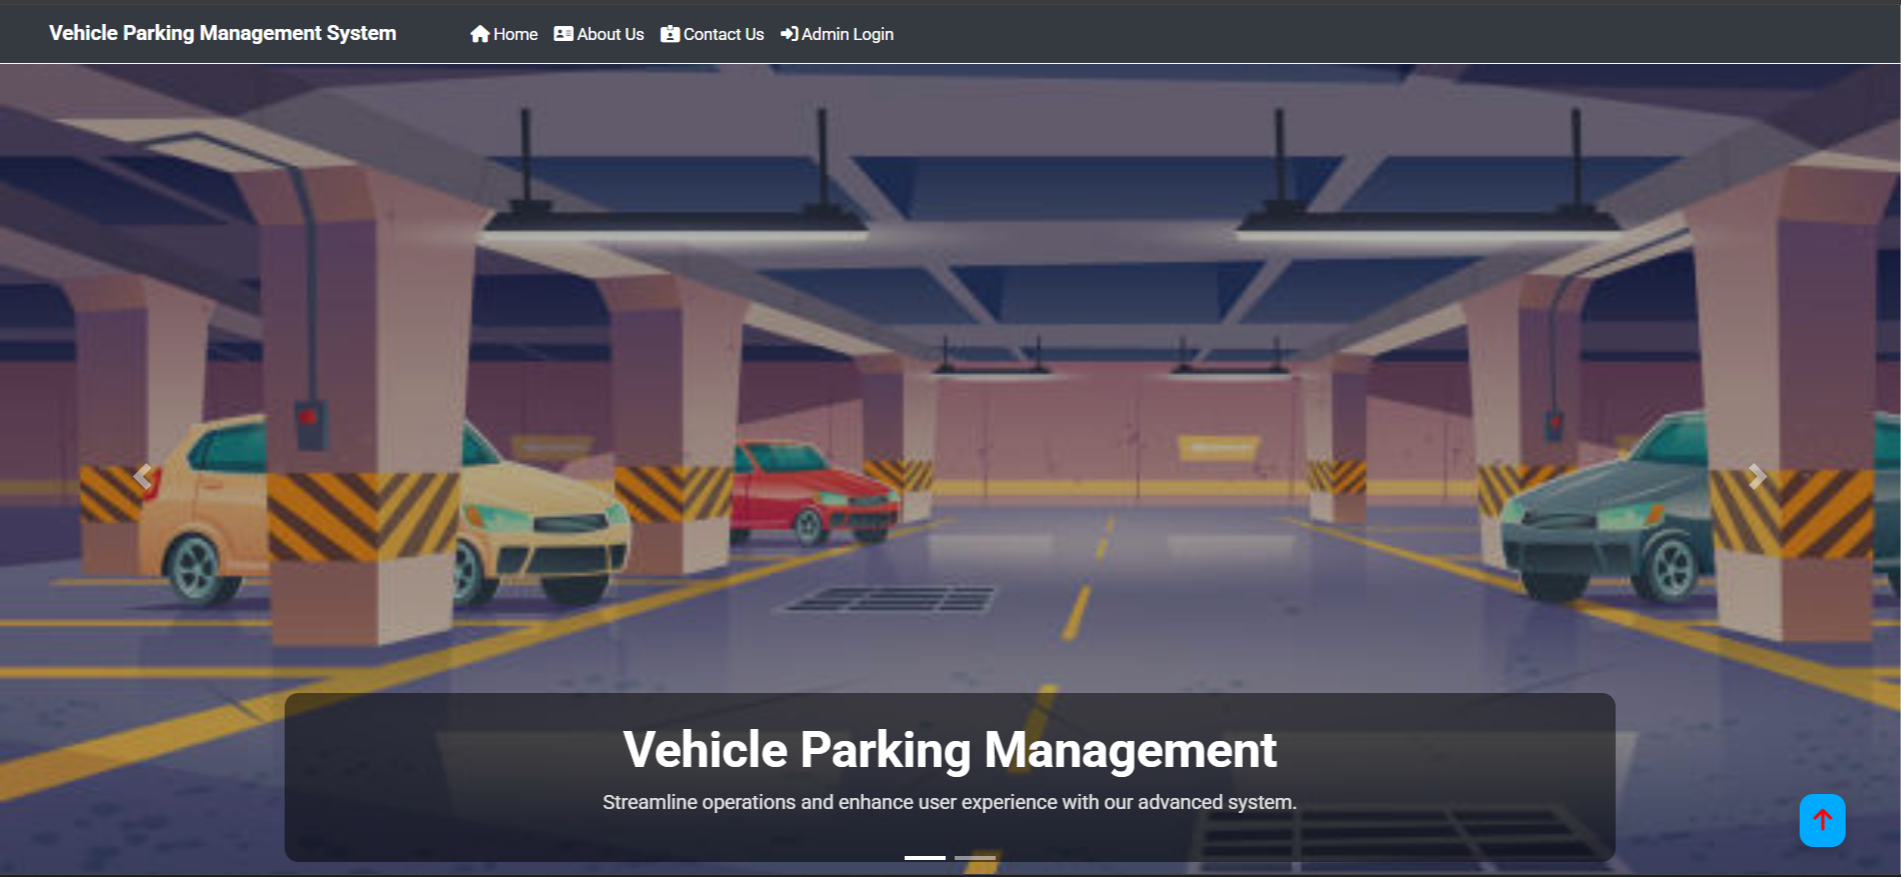 Vehicle Parking Management System
Home About Us Contact Us Admin Login
Vehicle Parking Management
Streamline operations and enhance user experience with our advanced system.